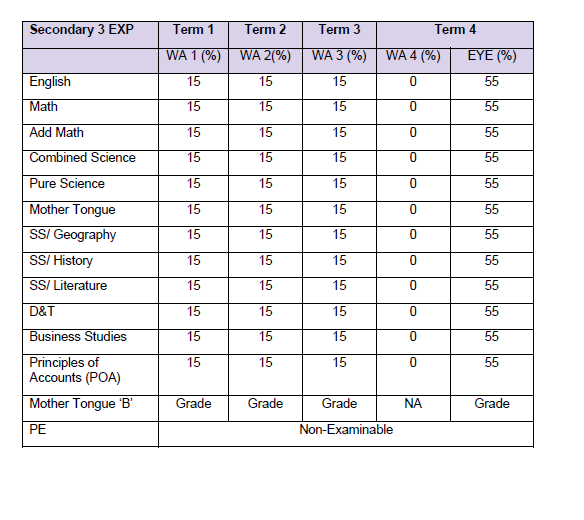 Secondary 3 EXP Term 1 Term 2 Term 3 Term 4
WA 1 (%) WA 2(%) WA 3 (%) WA 4 (%) EYE (%)
English 15 15 15 0 55
Math 15 15 15 0 55
Add Math 15 15 15 0 55
Combined Science 15 15 15 0 55
Pure Science 15 15 15 0 55
Mother Tongue 15 15 15 0 55
SS/ Geography 15 15 15 0 55
SS/ History 15 15 15 0 55
SS/ Literature 15 15 15 0 55
D&T 15 15 15 0 55
Business Studies 15 15 15 0 55
Principles of 15 15 15 0 55
Accounts (POA)
Mother Tongue ‘B’ Grade Grade Grade NA Grade
PE Non-Examinable